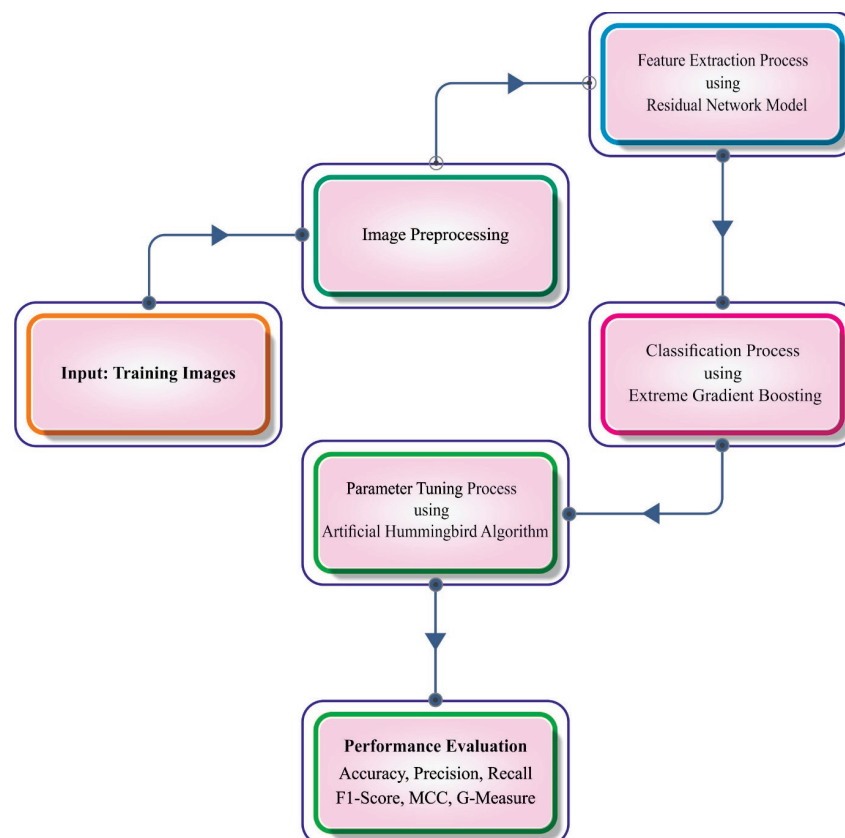 Input: Training Images
Image Preprocessing
Feature Extraction Process
using
Residual Network Model
Classification Process
using
Extreme Gradient Boosting
Parameter Tuning Process
using
Artificial Hummingbird Algorithm
Performance Evaluation
Accuracy, Precision, Recall
F1-Score, MCC, G-Measure